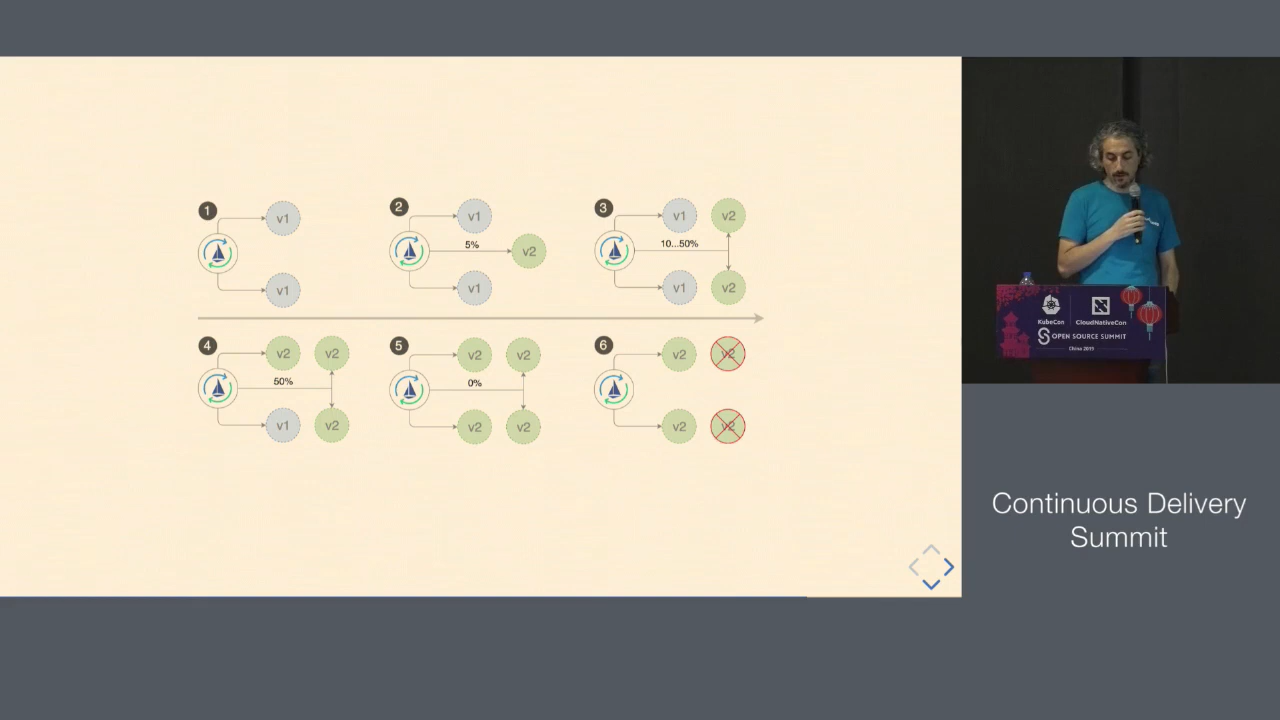 1
v1
v1
2
v1
5%
v2
v1
3
v1
v2
10...50%
v1
v2
4
v2
v2
50%
v1
v2
5
v2
v2
0%
v2
v2
6
v2
v2
v2
v2
KubeCon
CloudNativeCon
OPEN SOURCE SUMMIT
China 2019
Continuous Delivery
Summit